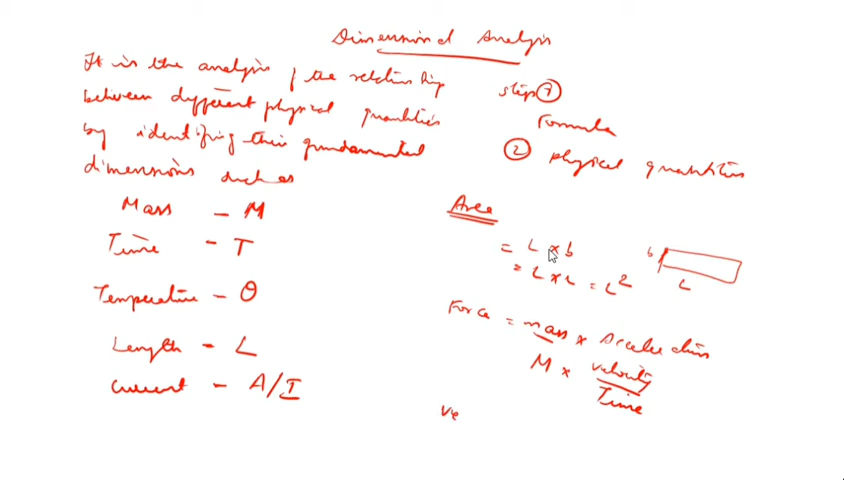 Dimensional Analysis
It is the analysis of the relationship
between different physical quantities
by identifying their fundamental
dimensions such as
Mass - M
Time - T
Temperature - θ
Length - L
Current - A/I
steps ①
Formula
② physical quantities
Area
= L × b
= L × L = L²
b
L
Force = mass × acceleration
M × velocity
Time
Ve